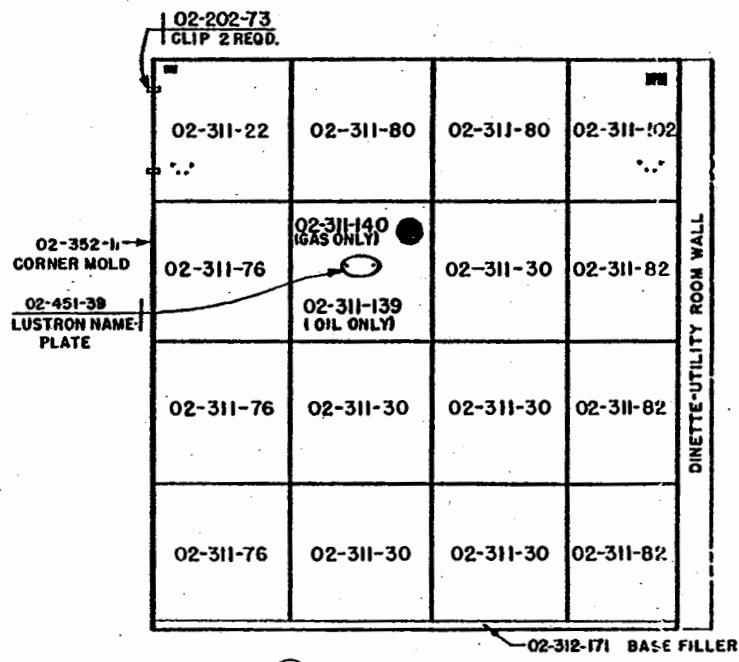 02-202-73
CLIP 2 REQD.
02-311-22
02-311-80
02-311-80
02-311-102
02-311-140
(GAS ONLY)
02-352-11
CORNER MOLD
02-311-76
02-311-30
02-311-82
02-451-39
LUSTRON NAME-
PLATE
02-311-139
(OIL ONLY)
02-311-76
02-311-30
02-311-30
02-311-82
02-311-76
02-311-30
02-311-30
02-311-82
DINETTE-UTILITY ROOM WALL
02-312-171 BASE FILLER